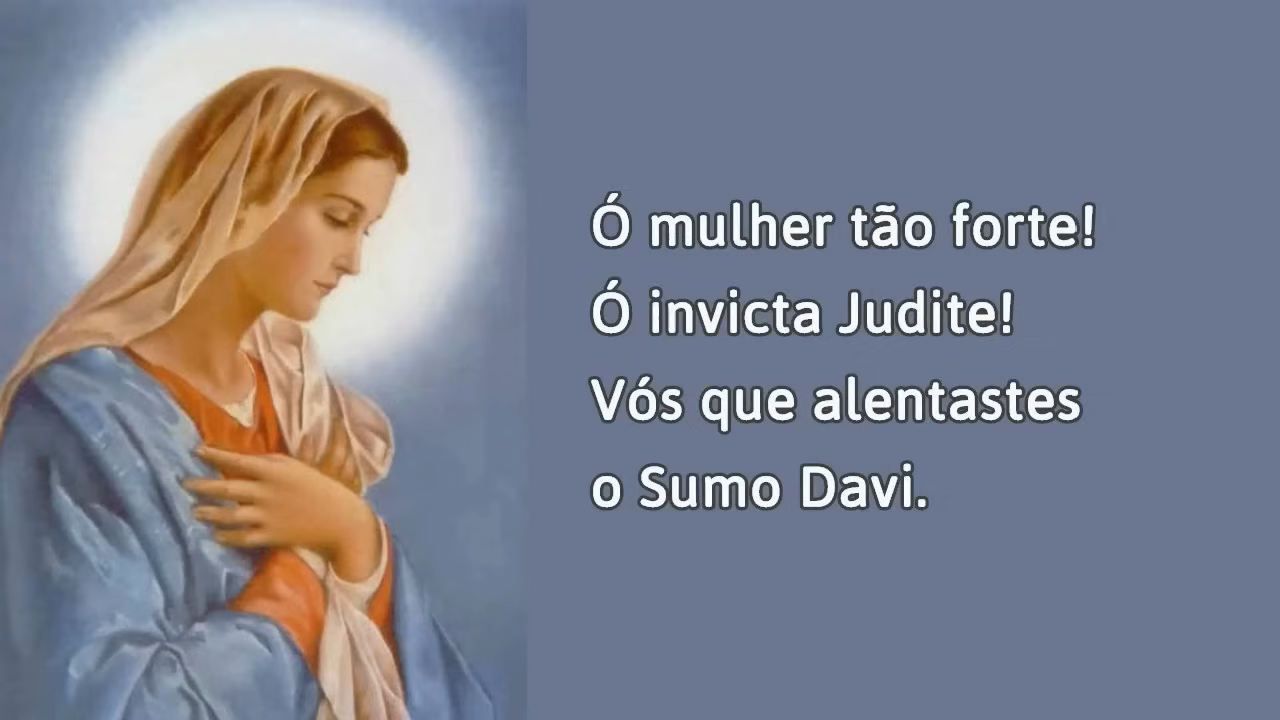 Ó mulher tão forte!
Ó invicta Judite!
Vós que alentastes
o Sumo Davi.